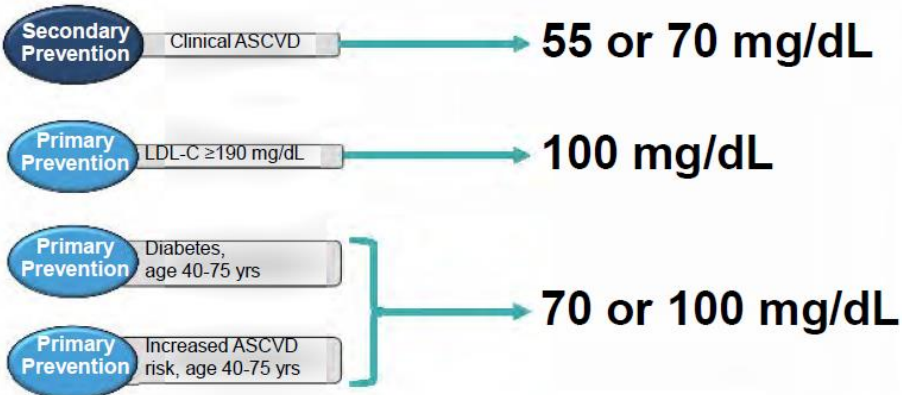 Secondary
Prevention
Clinical ASCVD
55 or 70 mg/dL
Primary
Prevention
LDL-C ≥190 mg/dL
100 mg/dL
Primary
Prevention
Diabetes,
age 40-75 yrs
70 or 100 mg/dL
Primary
Prevention
Increased ASCVD
risk, age 40-75 yrs